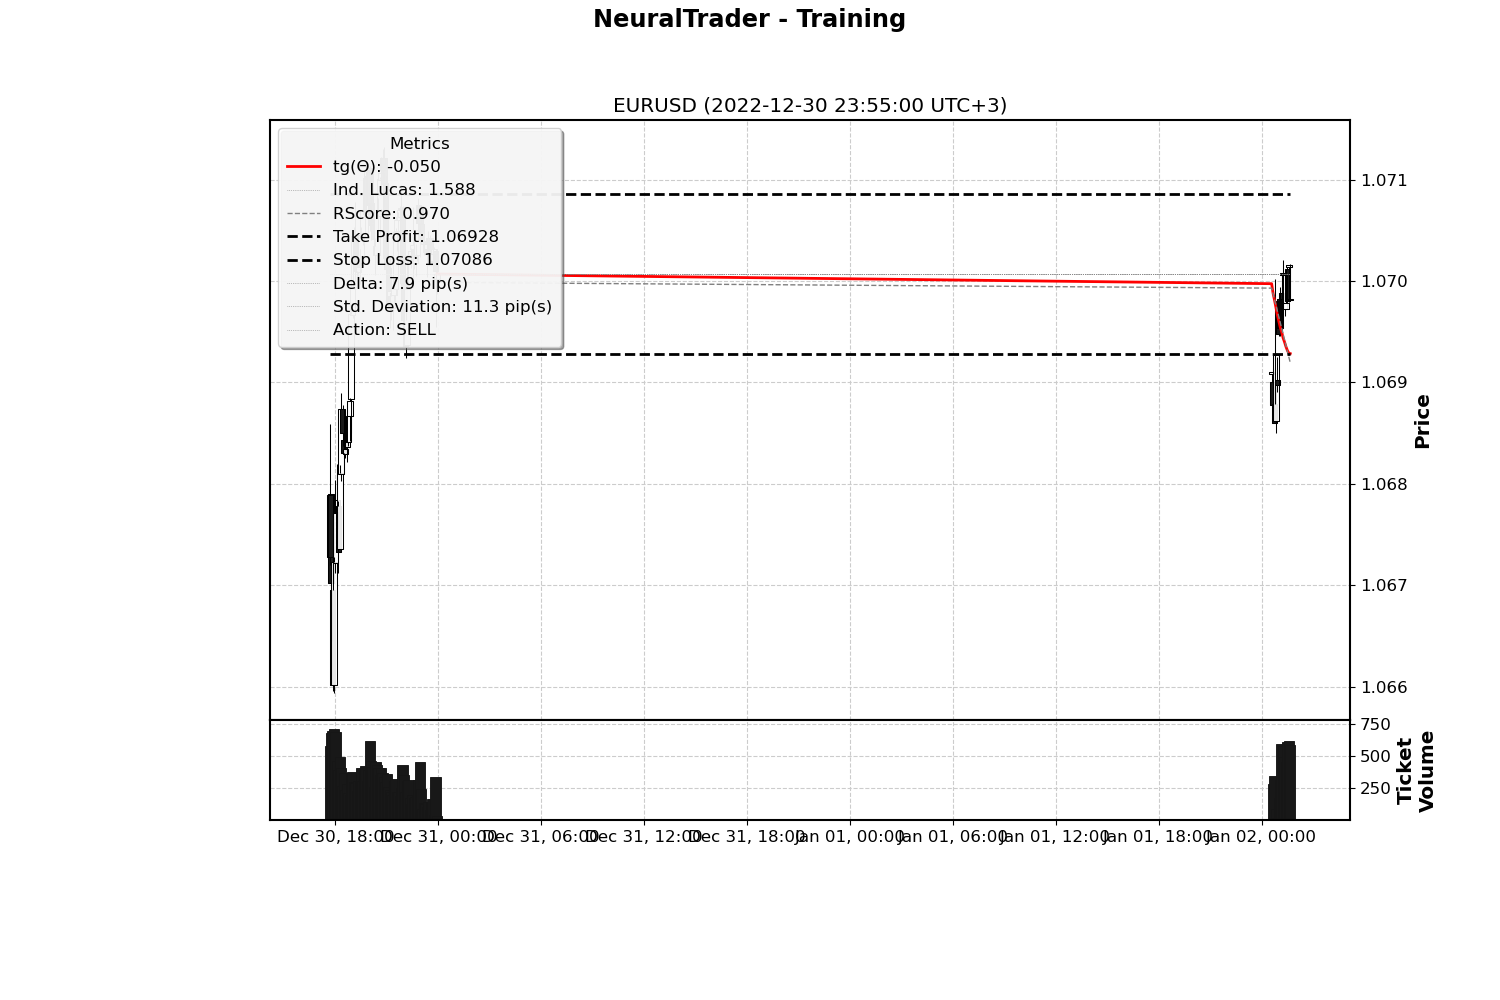 NeuralTrader - Training
EURUSD (2022-12-30 23:55:00 UTC+3)
Metrics
tg(Θ): -0.050
Ind. Lucas: 1.588
RScore: 0.970
Take Profit: 1.06928
Stop Loss: 1.07086
Delta: 7.9 pip(s)
Std. Deviation: 11.3 pip(s)
Action: SELL
1.071
1.070
1.069
1.068
1.067
1.066
Price
750
500
250
Ticket
Volume
Dec 30, 18:00
Dec 31, 00:00
Dec 31, 06:00
Dec 31, 12:00
Dec 31, 18:00
Jan 01, 00:00
Jan 01, 06:00
Jan 01, 12:00
Jan 01, 18:00
Jan 02, 00:00